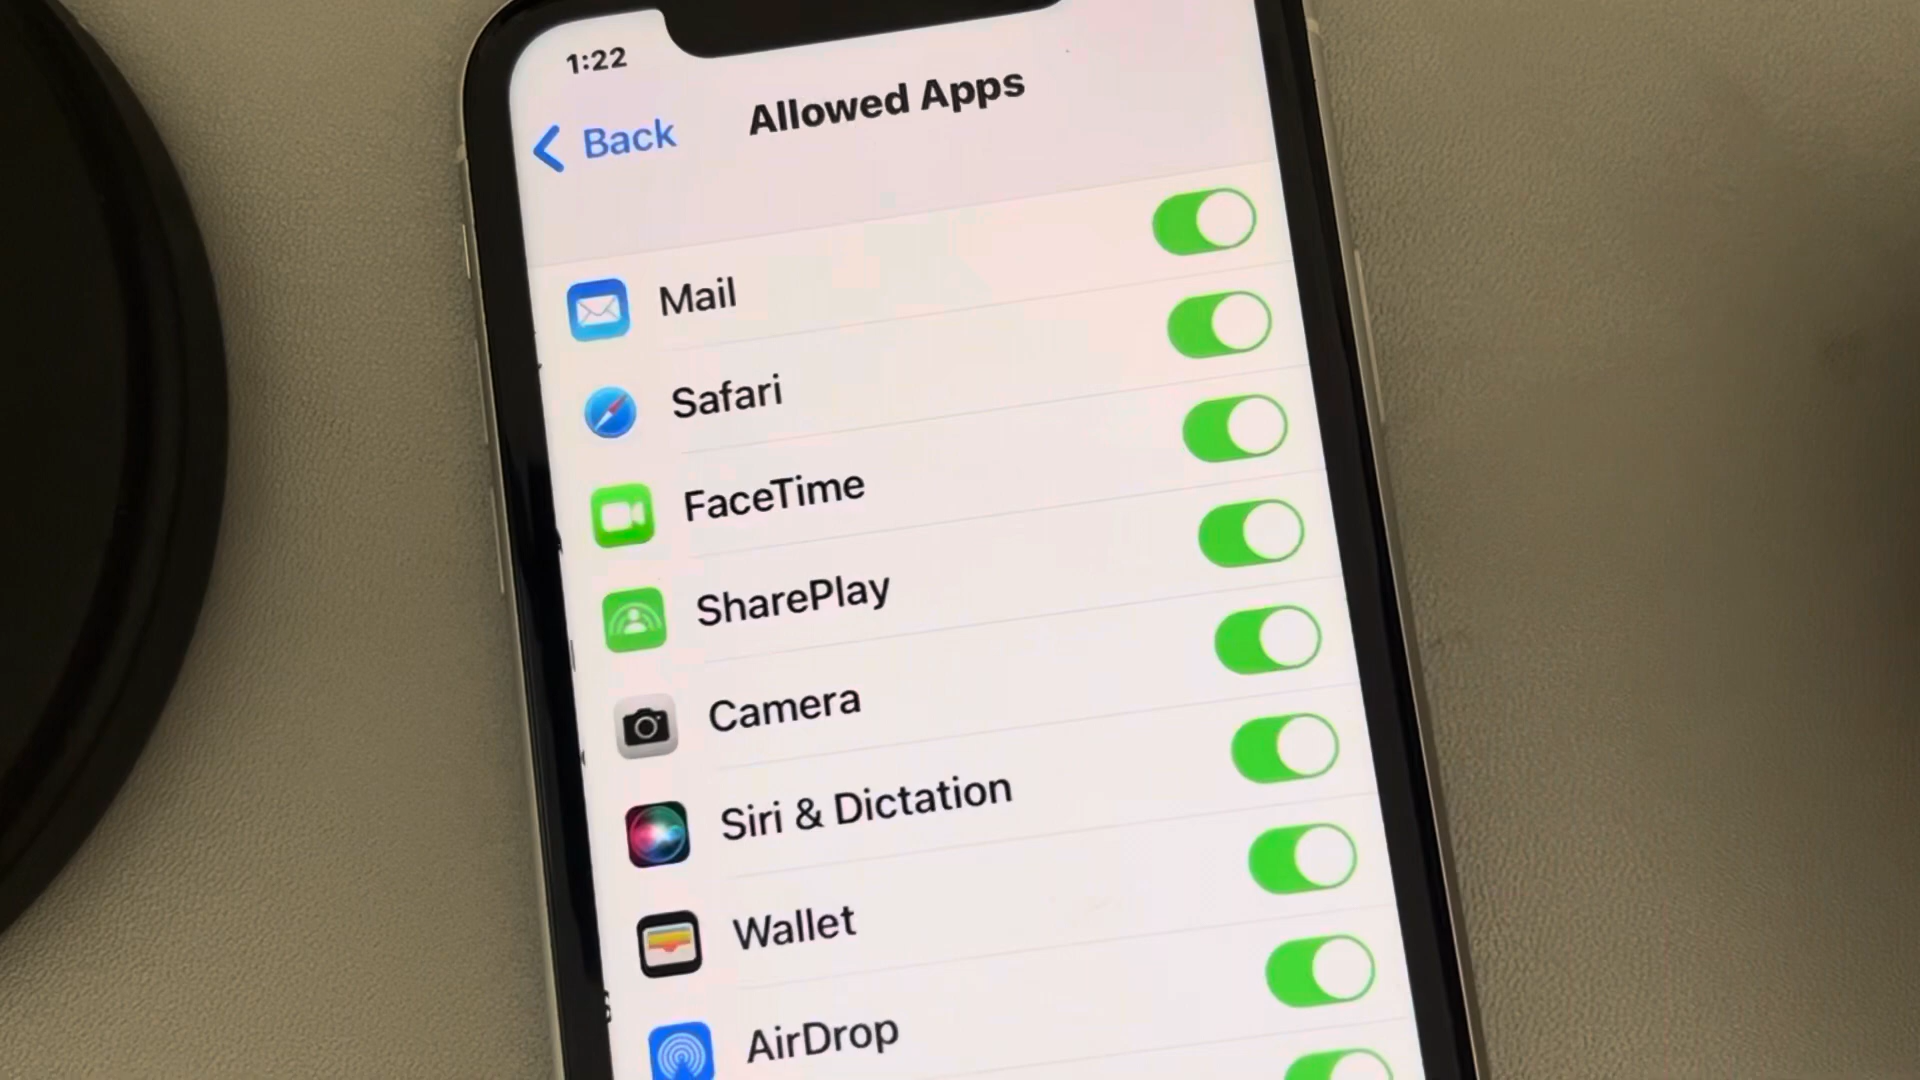 1:22
Back
Allowed Apps
Mail
Safari
FaceTime
SharePlay
Camera
Siri & Dictation
Wallet
AirDrop